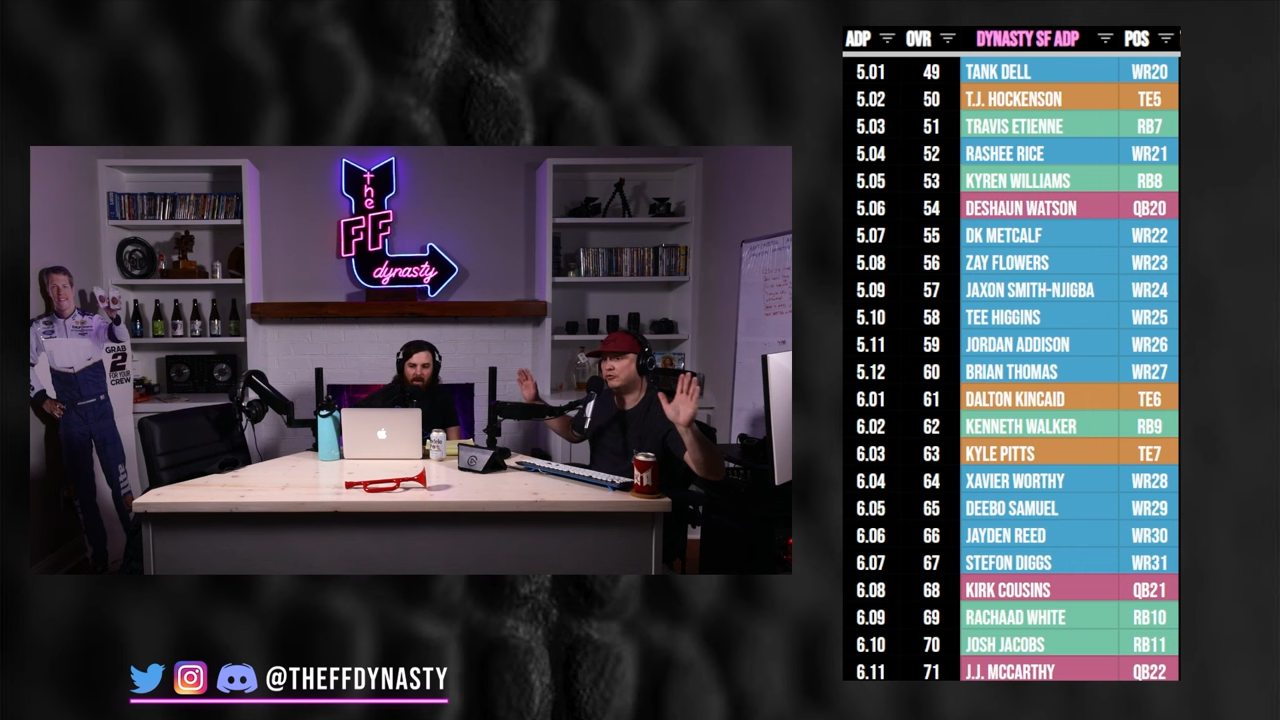 the
FF
dynasty
GRAB
2
FOR YOUR
CREW
@THEFFDYNASTY
ADP OVR DYNASTY SF ADP POS
5.01 49 TANK DELL WR20
5.02 50 T.J. HOCKENSON TE5
5.03 51 TRAVIS ETIENNE RB7
5.04 52 RASHEE RICE WR21
5.05 53 KYREN WILLIAMS RB8
5.06 54 DESHAUN WATSON QB20
5.07 55 DK METCALF WR22
5.08 56 ZAY FLOWERS WR23
5.09 57 JAXON SMITH-NJIGBA WR24
5.10 58 TEE HIGGINS WR25
5.11 59 JORDAN ADDISON WR26
5.12 60 BRIAN THOMAS WR27
6.01 61 DALTON KINCAID TE6
6.02 62 KENNETH WALKER RB9
6.03 63 KYLE PITTS TE7
6.04 64 XAVIER WORTHY WR28
6.05 65 DEEBO SAMUEL WR29
6.06 66 JAYDEN REED WR30
6.07 67 STEFON DIGGS WR31
6.08 68 KIRK COUSINS QB21
6.09 69 RACHAAD WHITE RB10
6.10 70 JOSH JACOBS RB11
6.11 71 J.J. MCCARTHY QB22